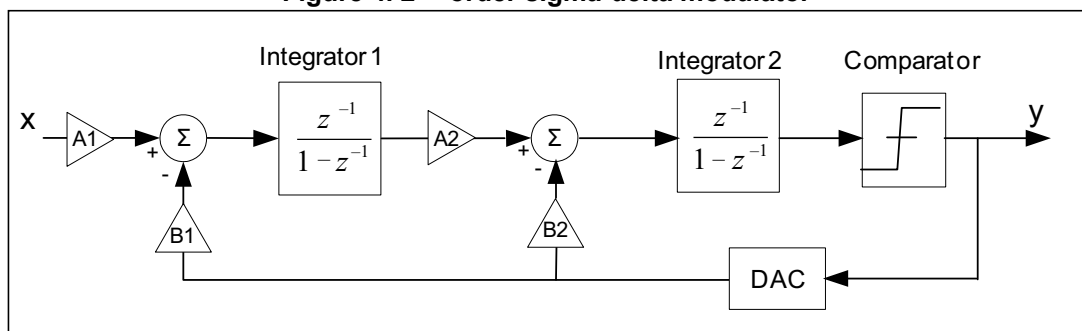 Integrator 1
Integrator 2
Comparator
x
A1
+
-
Σ
z⁻¹
1 - z⁻¹
A2
+
-
Σ
z⁻¹
1 - z⁻¹
y
B1
B2
DAC